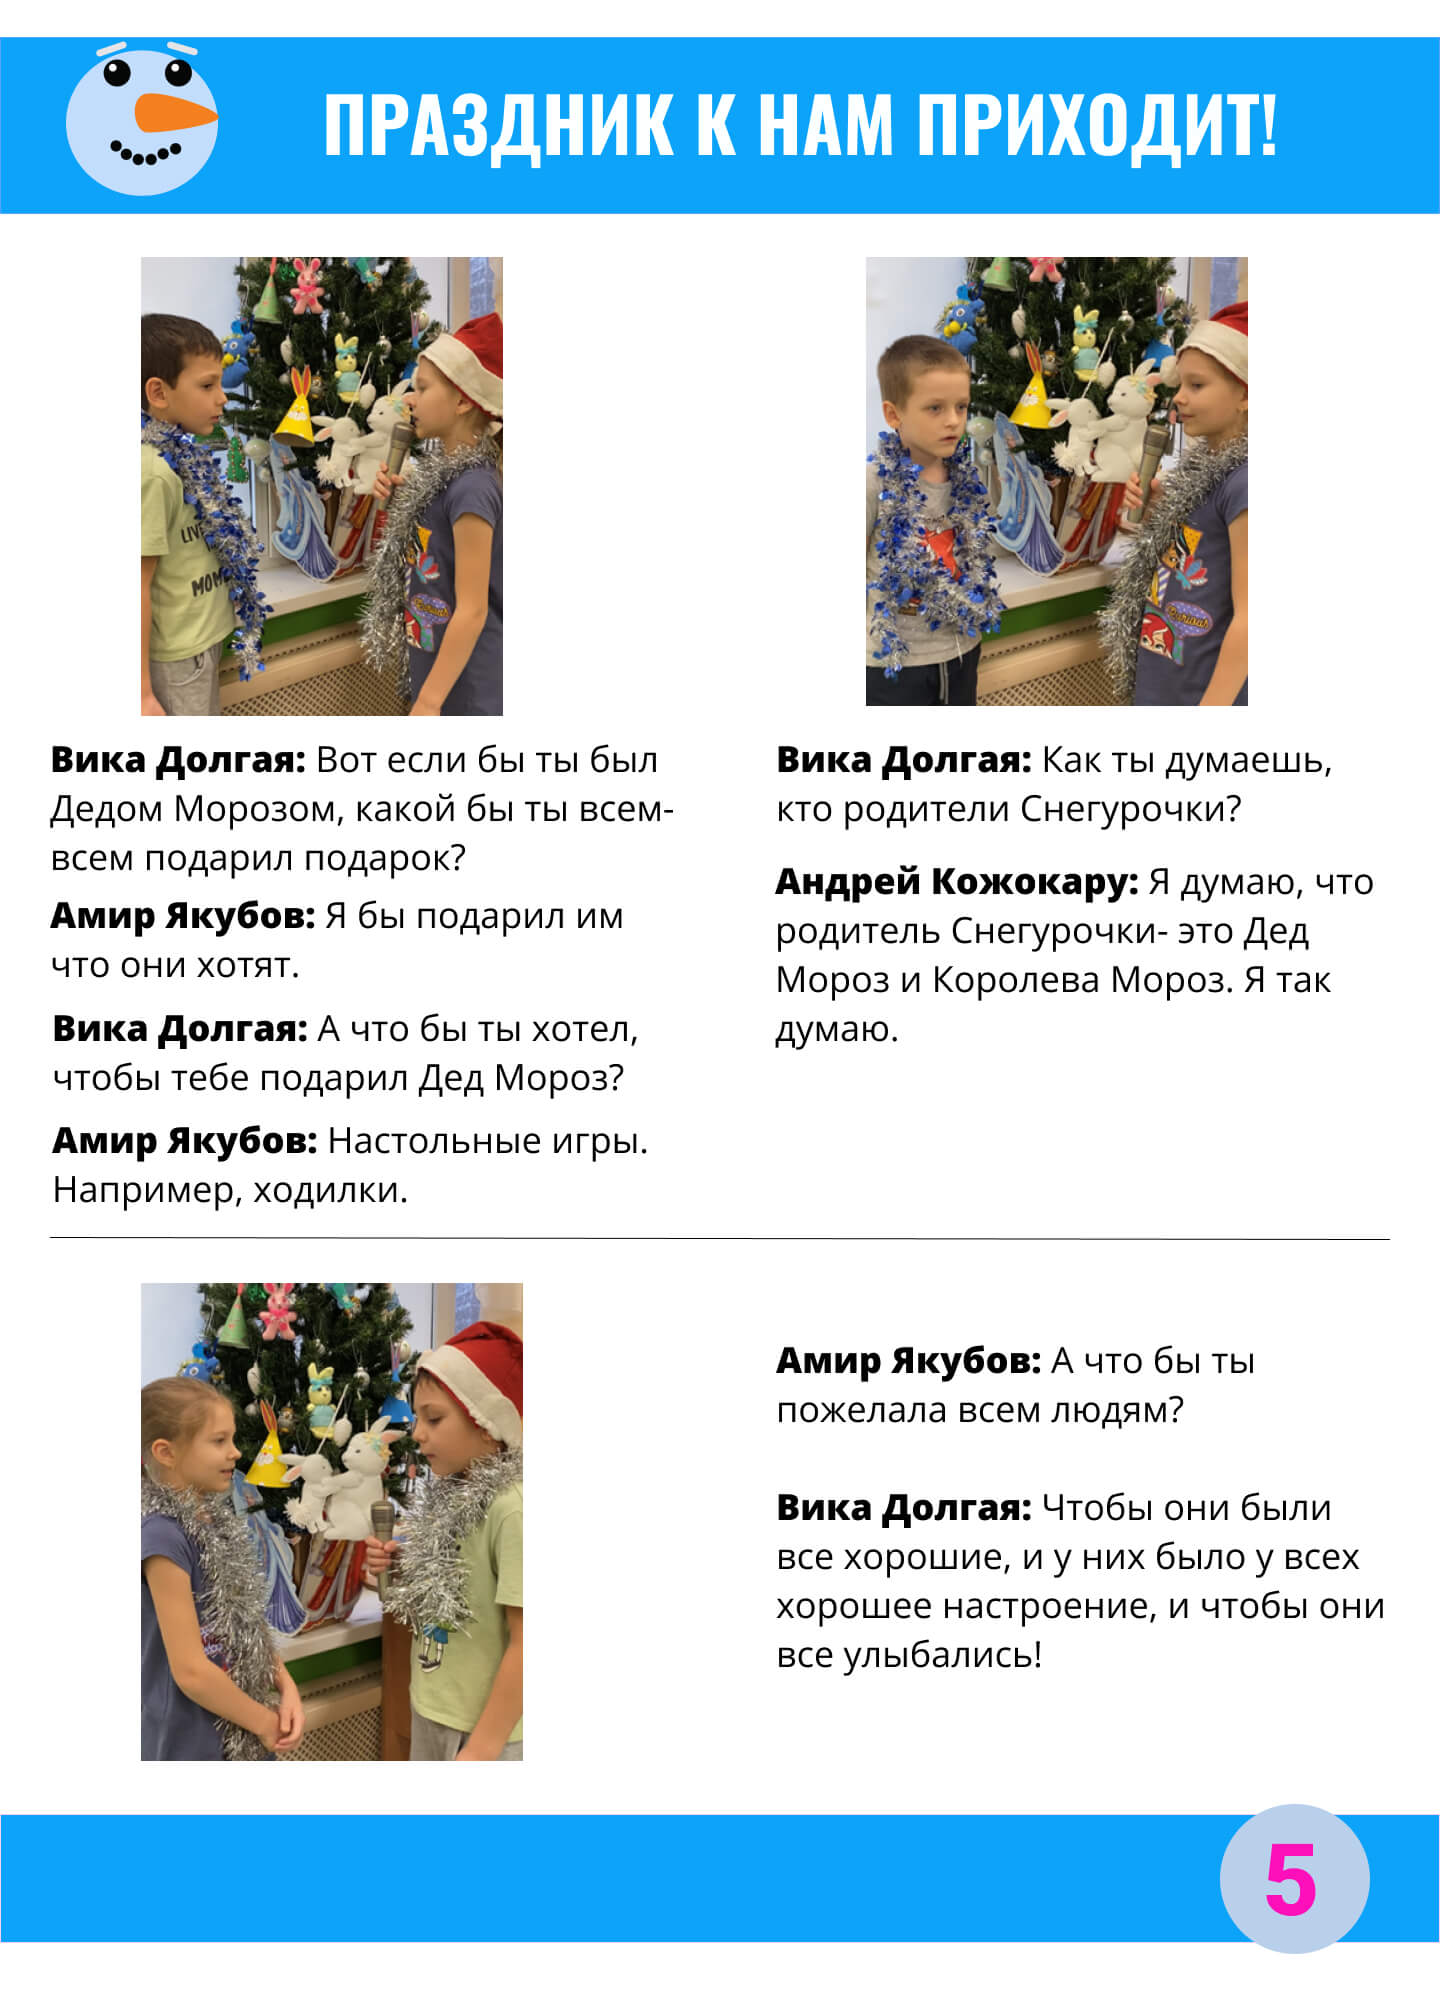 ПРАЗДНИК К НАМ ПРИХОДИТ!
LIVE
MOM
Curious
Curious
Вика Долгая: Вот если бы ты был
Дедом Морозом, какой бы ты всем-
всем подарил подарок?
Амир Якубов: Я бы подарил им
что они хотят.
Вика Долгая: А что бы ты хотел,
чтобы тебе подарил Дед Мороз?
Амир Якубов: Настольные игры.
Например, ходилки.
Вика Долгая: Как ты думаешь,
кто родители Снегурочки?
Андрей Кожокару: Я думаю, что
родитель Снегурочки- это Дед
Мороз и Королева Мороз. Я так
думаю.
Амир Якубов: А что бы ты
пожелала всем людям?
Вика Долгая: Чтобы они были
все хорошие, и у них было у всех
хорошее настроение, и чтобы они
все улыбались!
5